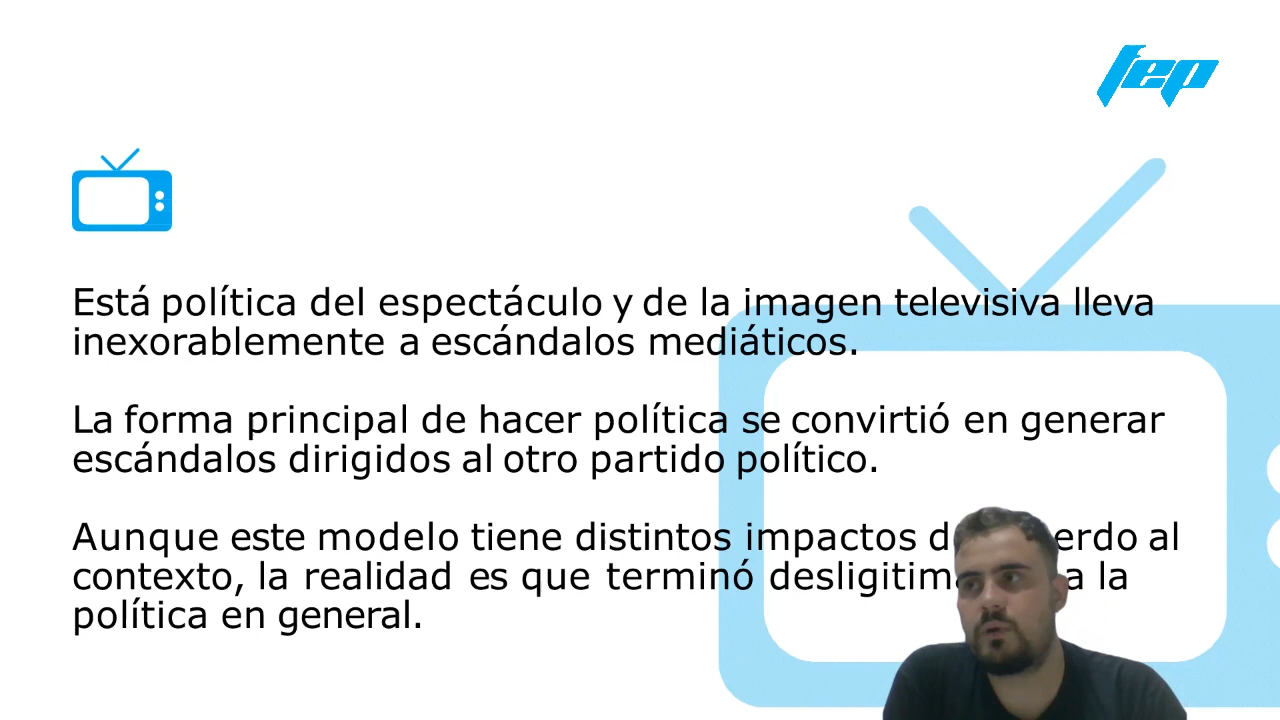 fep
Está política del espectáculo y de la imagen televisiva lleva
inexorablemente a escándalos mediáticos.
La forma principal de hacer política se convirtió en generar
escándalos dirigidos al otro partido político.
Aunque este modelo tiene distintos impactos al
contexto, la realidad es que terminó a la
política en general.